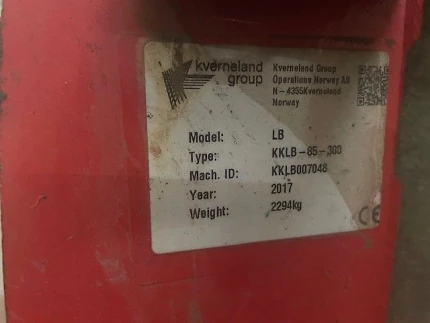 kverneland
group
Kverneland Group
Operations Norway AS
N-4355Kverneland
Norway
Model: LB
Type: KKLB-85-300
Mach. ID: KKLB007048
Year: 2017
Weight: 2294kg
CE